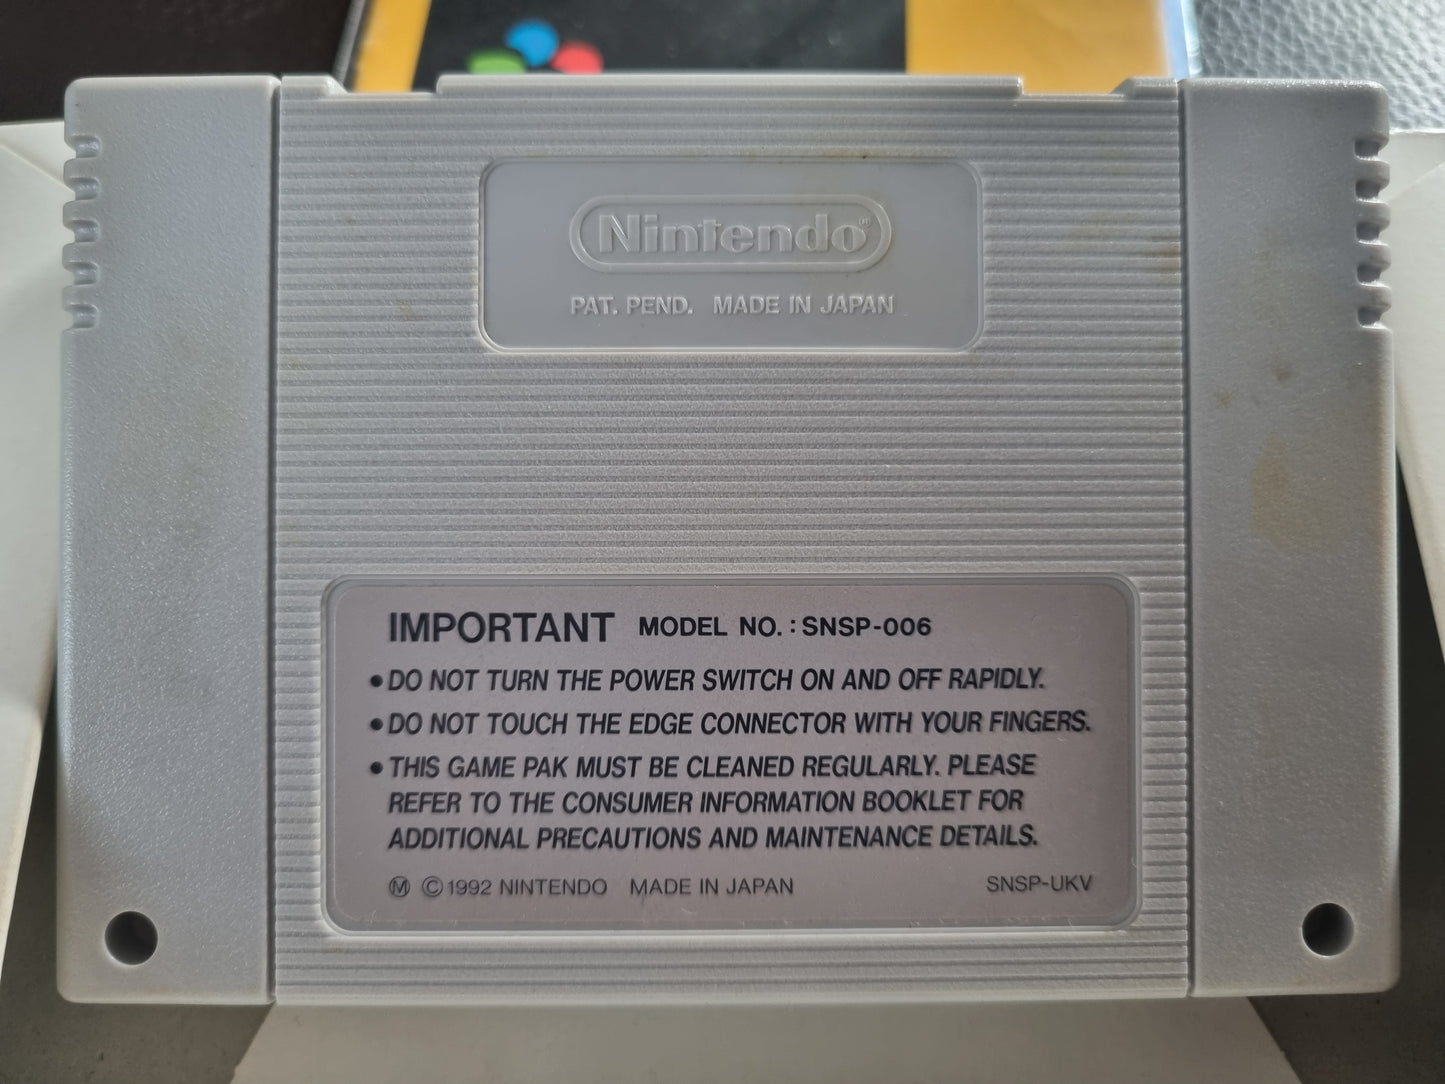 Nintendo®
PAT. PEND. MADE IN JAPAN
IMPORTANT MODEL NO.: SNSP-006
• DO NOT TURN THE POWER SWITCH ON AND OFF RAPIDLY.
• DO NOT TOUCH THE EDGE CONNECTOR WITH YOUR FINGERS.
• THIS GAME PAK MUST BE CLEANED REGULARLY. PLEASE
REFER TO THE CONSUMER INFORMATION BOOKLET FOR
ADDITIONAL PRECAUTIONS AND MAINTENANCE DETAILS.
Ⓜ ©1992 NINTENDO MADE IN JAPAN SNSP-UKV